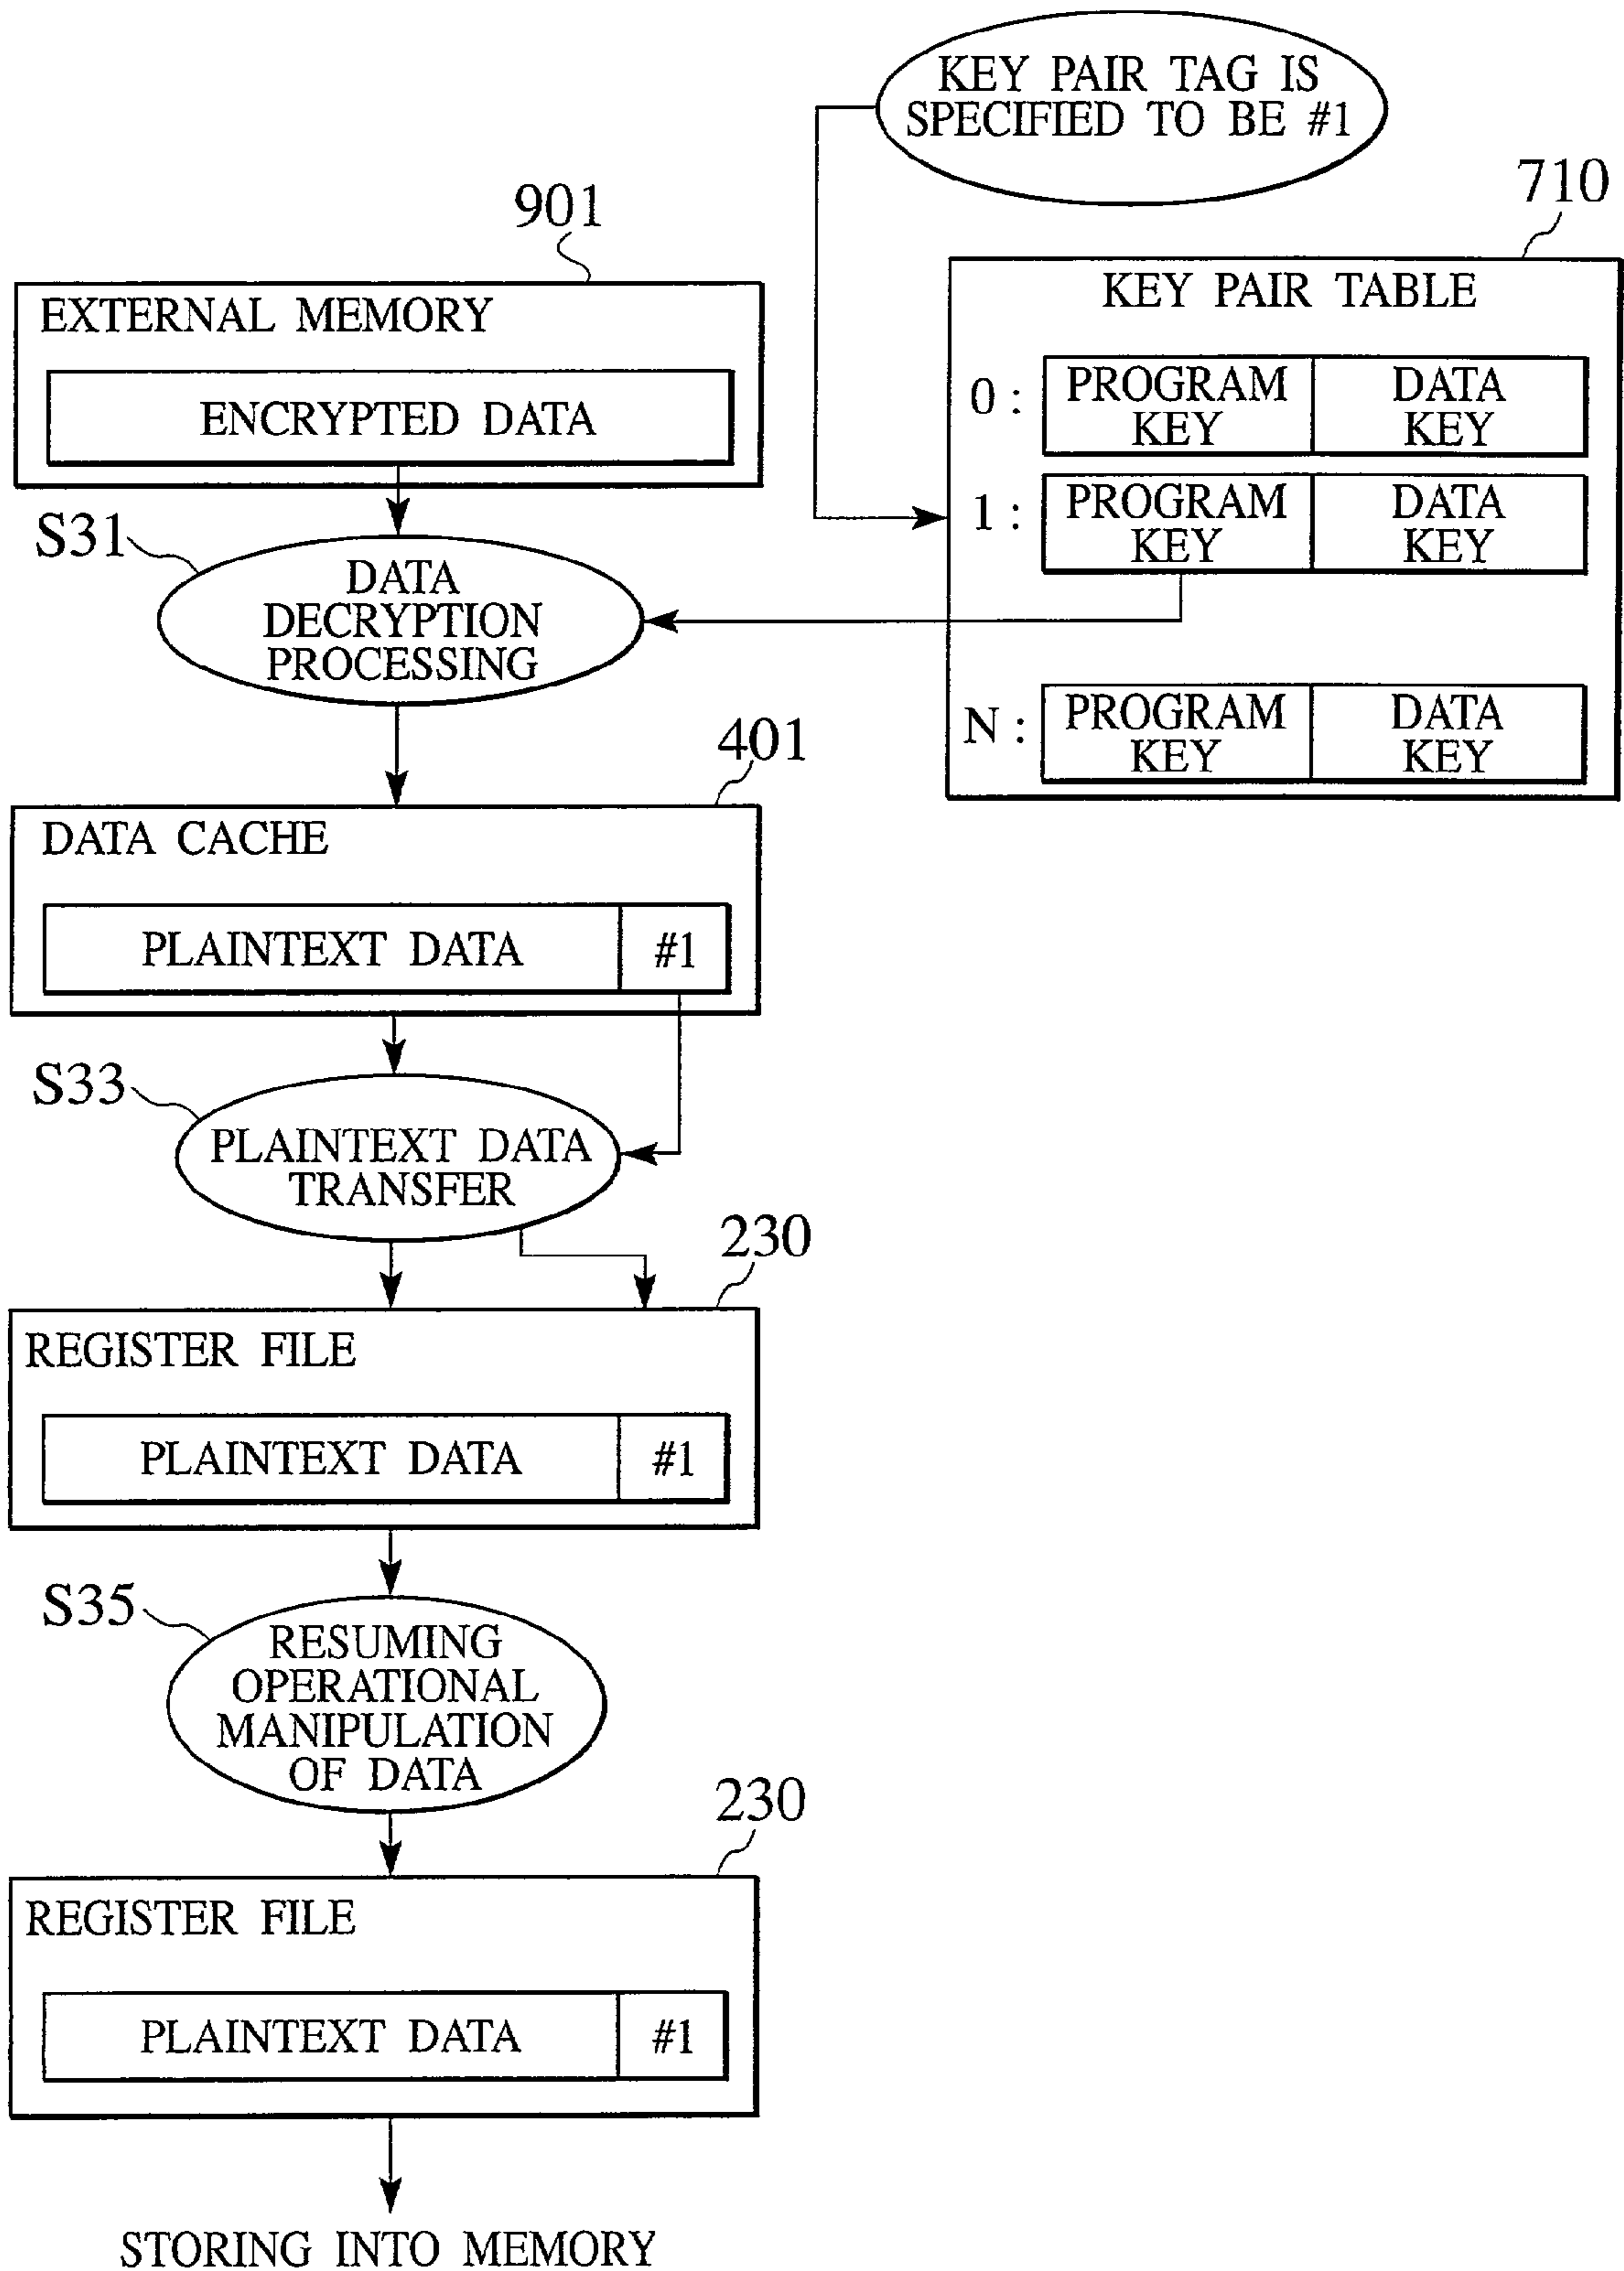 KEY PAIR TAG IS
SPECIFIED TO BE #1
710
901
KEY PAIR TABLE
EXTERNAL MEMORY
ENCRYPTED DATA
0 :
PROGRAM
KEY
DATA
KEY
1 :
PROGRAM
KEY
DATA
KEY
N :
PROGRAM
KEY
DATA
KEY
S31
DATA
DECRYPTION
PROCESSING
401
DATA CACHE
PLAINTEXT DATA
#1
S33
PLAINTEXT DATA
TRANSFER
230
REGISTER FILE
PLAINTEXT DATA
#1
S35
RESUMING
OPERATIONAL
MANIPULATION
OF DATA
230
REGISTER FILE
PLAINTEXT DATA
#1
STORING INTO MEMORY